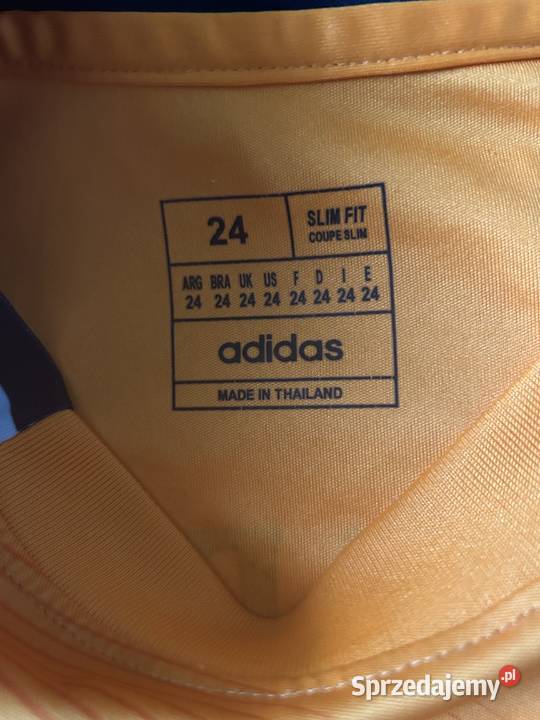 24
SLIM FIT
COUPE SLIM
ARG BRA UK US F D I E
24 24 24 24 24 24 24 24
adidas
MADE IN THAILAND
Sprzedajemy.pl